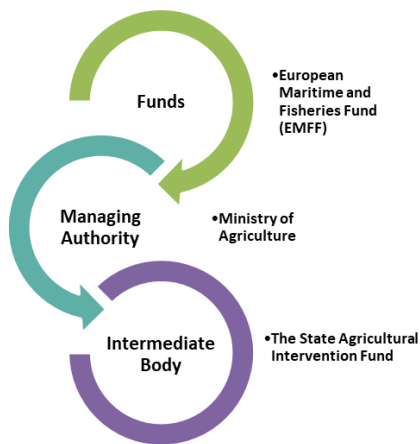 Funds
•European
Maritime and
Fisheries Fund
(EMFF)
Managing
Authority
•Ministry of
Agriculture
Intermediate
Body
•The State Agricultural
Intervention Fund